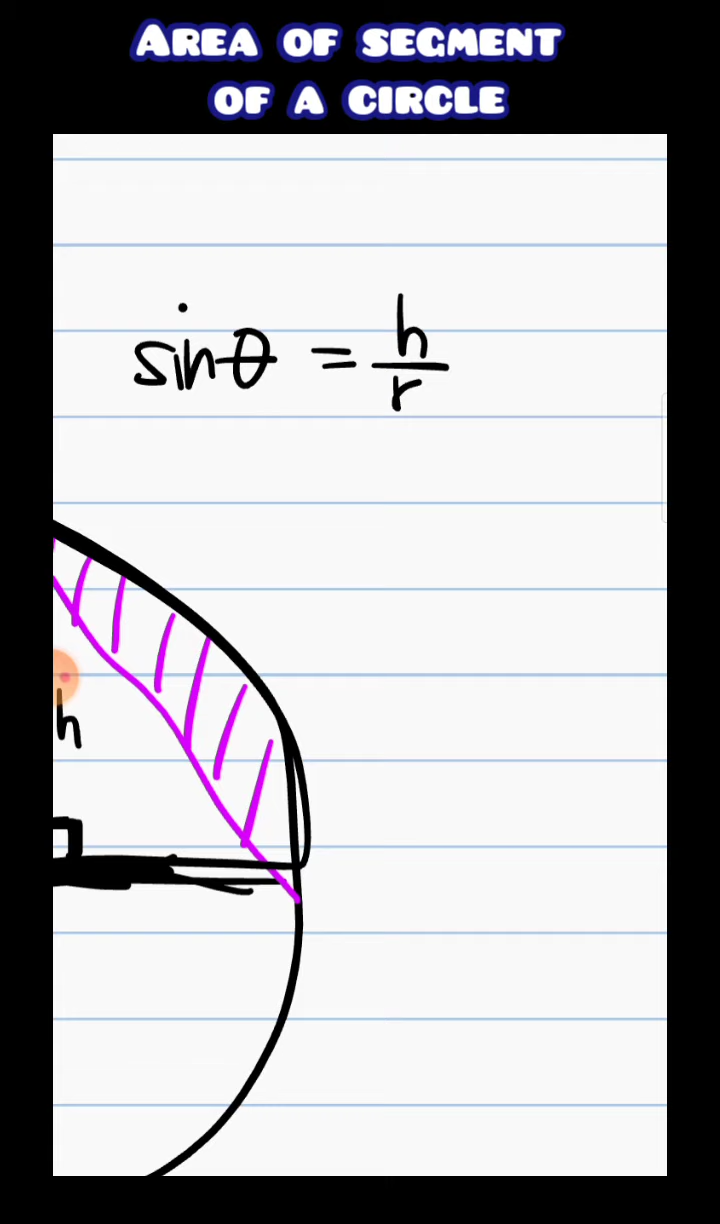 AREA OF SEGMENT
OF A CIRCLE
sinθ = h/r
h